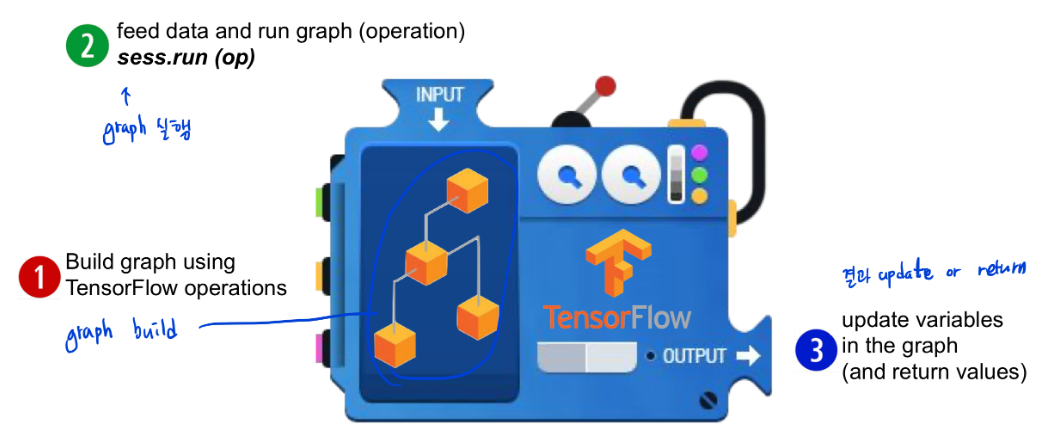 2 feed data and run graph (operation)
sess.run (op)
↑
graph 실행
INPUT
1 Build graph using
TensorFlow operations
graph build
TensorFlow
OUTPUT
결과 update or return
3 update variables
in the graph
(and return values)